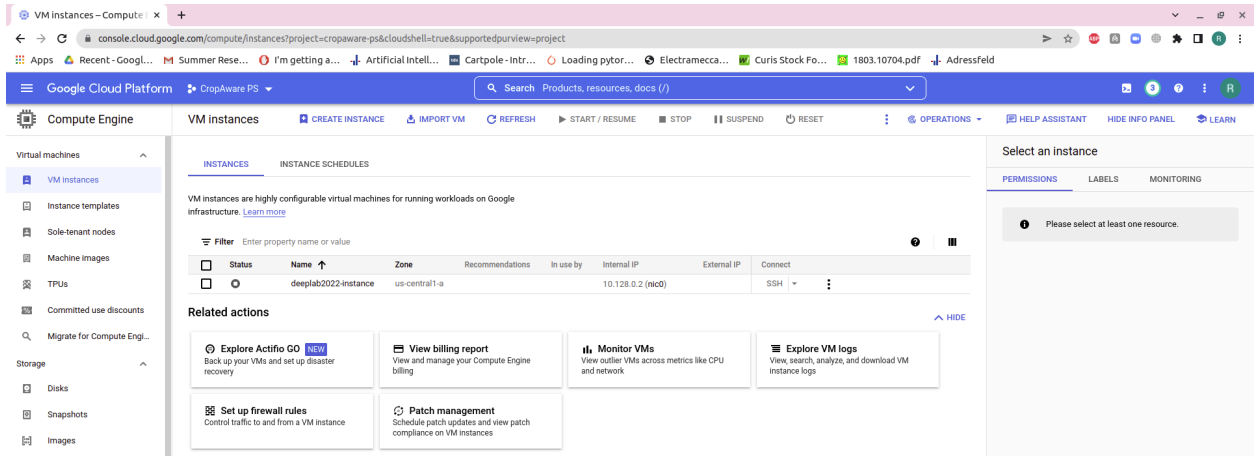 VM instances – Compute
console.cloud.google.com/compute/instances?project=cropaware-ps&cloudshell=true&supportedpurview=project
Apps Recent - Googl... Summer Rese... I'm getting a... Artificial Intell... Cartpole - Intr... Loading pytor... Electramecca... Curis Stock Fo... 1803.10704.pdf Adressfeld
Google Cloud Platform CropAware PS Search Products, resources, docs (/) 3 R
Compute Engine VM instances CREATE INSTANCE IMPORT VM REFRESH START / RESUME STOP SUSPEND RESET OPERATIONS HELP ASSISTANT HIDE INFO PANEL LEARN
Virtual machines
VM instances
Instance templates
Sole-tenant nodes
Machine images
TPUs
Committed use discounts
Migrate for Compute Engi...
Storage
Disks
Snapshots
Images
INSTANCES INSTANCE SCHEDULES
VM instances are highly configurable virtual machines for running workloads on Google
infrastructure. Learn more
Filter Enter property name or value
Status Name Zone Recommendations In use by Internal IP External IP Connect
deeplab2022-instance us-central1-a 10.128.0.2 (nic0) SSH
Related actions HIDE
Explore Actifio GO NEW
Back up your VMs and set up disaster
recovery
View billing report
View and manage your Compute Engine
billing
Monitor VMs
View outlier VMs across metrics like CPU
and network
Explore VM logs
View, search, analyze, and download VM
instance logs
Set up firewall rules
Control traffic to and from a VM instance
Patch management
Schedule patch updates and view patch
compliance on VM instances
Select an instance
PERMISSIONS LABELS MONITORING
Please select at least one resource.